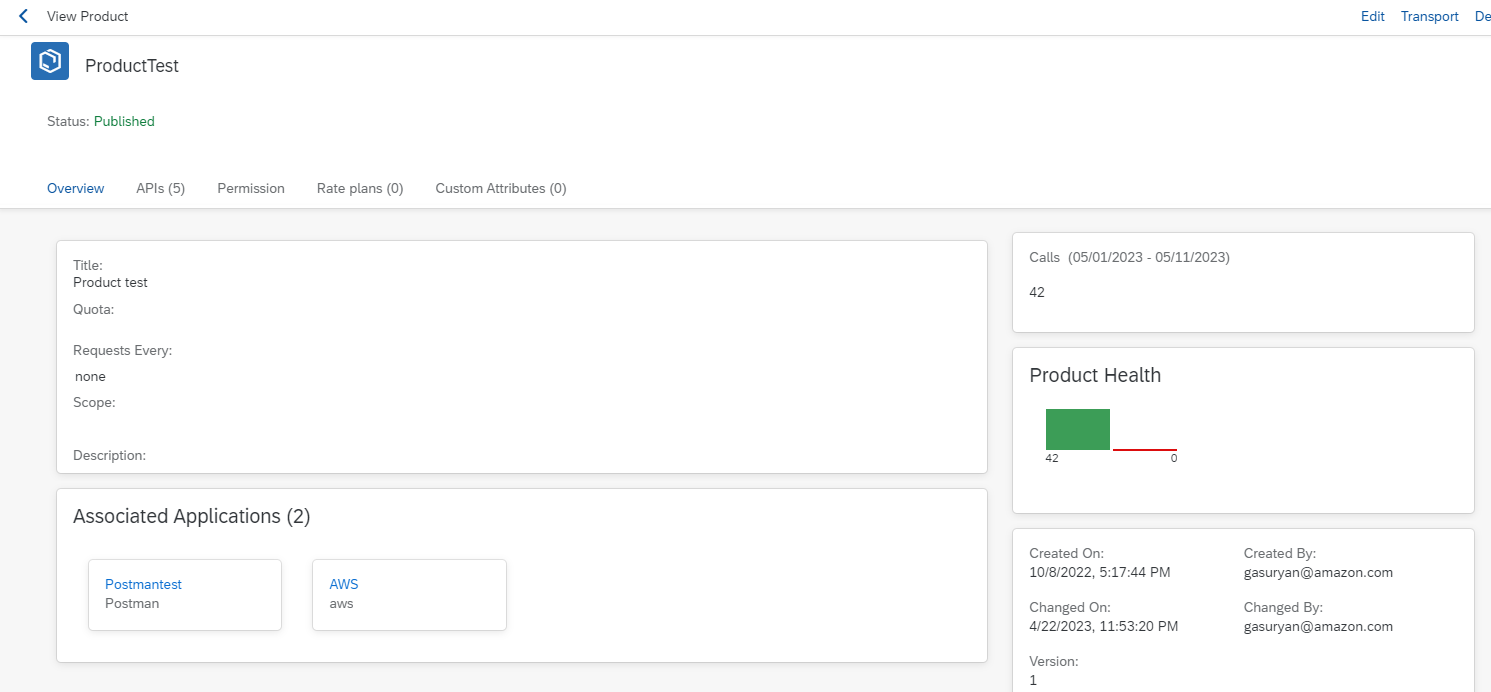 View Product
Edit Transport De
ProductTest
Status: Published
Overview APIs (5) Permission Rate plans (0) Custom Attributes (0)
Title:
Product test
Quota:
Requests Every:
none
Scope:
Description:
Associated Applications (2)
Postmantest
Postman
AWS
aws
Calls (05/01/2023 - 05/11/2023)
42
Product Health
42 0
Created On: Created By:
10/8/2022, 5:17:44 PM gasuryan@amazon.com
Changed On: Changed By:
4/22/2023, 11:53:20 PM gasuryan@amazon.com
Version:
1